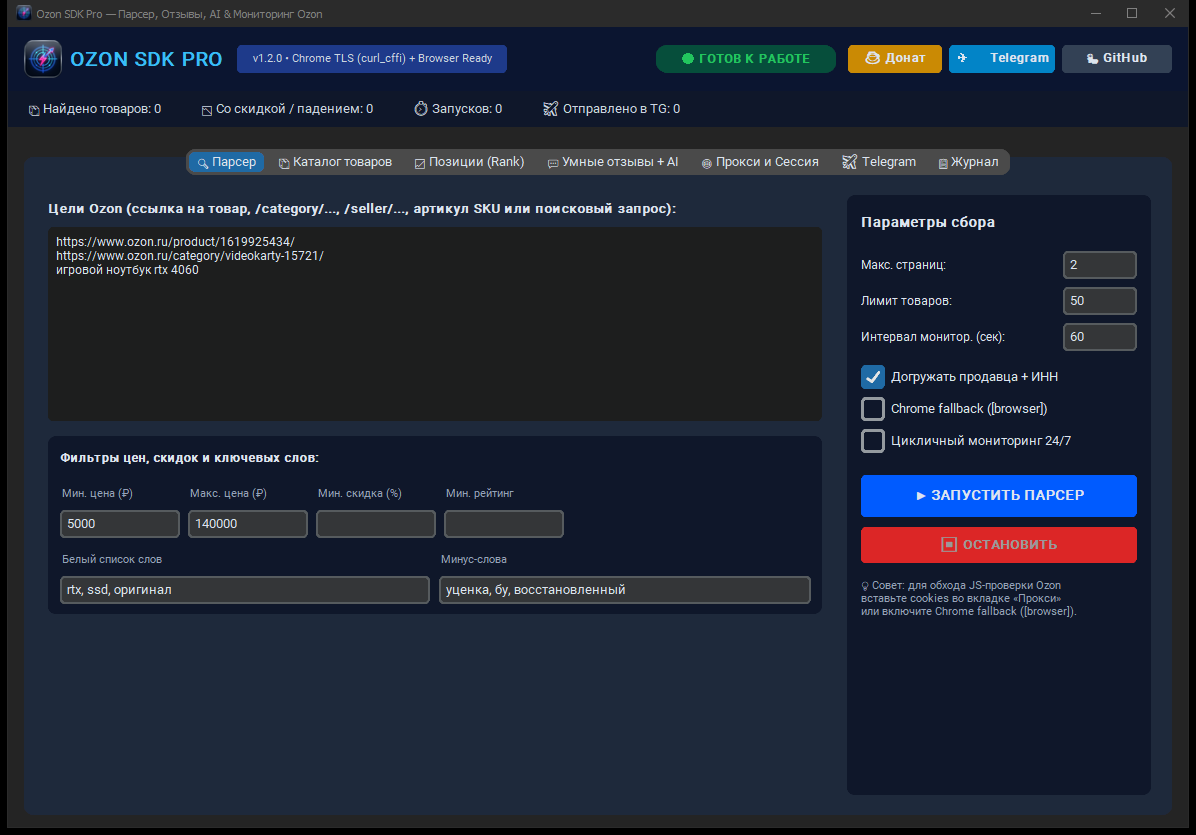 Ozon SDK Pro — Парсер, Отзывы, AI & Мониторинг Ozon
OZON SDK PRO
v1.2.0 • Chrome TLS (curl_cffi) + Browser Ready
ГОТОВ К РАБОТЕ
Донат
Telegram
GitHub
Найдено товаров: 0
Со скидкой / падением: 0
Запусков: 0
Отправлено в TG: 0
Парсер
Каталог товаров
Позиции (Rank)
Умные отзывы + AI
Прокси и Сессия
Telegram
Журнал
Цели Ozon (ссылка на товар, /category/..., /seller/..., артикул SKU или поисковый запрос):
https://www.ozon.ru/product/1619925434/
https://www.ozon.ru/category/videokarty-15721/
игровой ноутбук rtx 4060
Фильтры цен, скидок и ключевых слов:
Мин. цена (₽)
Макс. цена (₽)
Мин. скидка (%)
Мин. рейтинг
5000
140000
Белый список слов
Минус-слова
rtx, ssd, оригинал
уценка, бу, восстановленный
Параметры сбора
Макс. страниц:
2
Лимит товаров:
50
Интервал монитор. (сек):
60
Догружать продавца + ИНН
Chrome fallback ([browser])
Цикличный мониторинг 24/7
ЗАПУСТИТЬ ПАРСЕР
ОСТАНОВИТЬ
Совет: для обхода JS-проверки Ozon
вставьте cookies во вкладке «Прокси»
или включите Chrome fallback ([browser]).